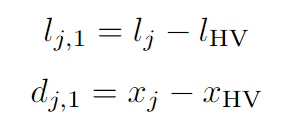 l_{j,1} = l_j − l_{HV}
d_{j,1} = x_j − x_{HV}